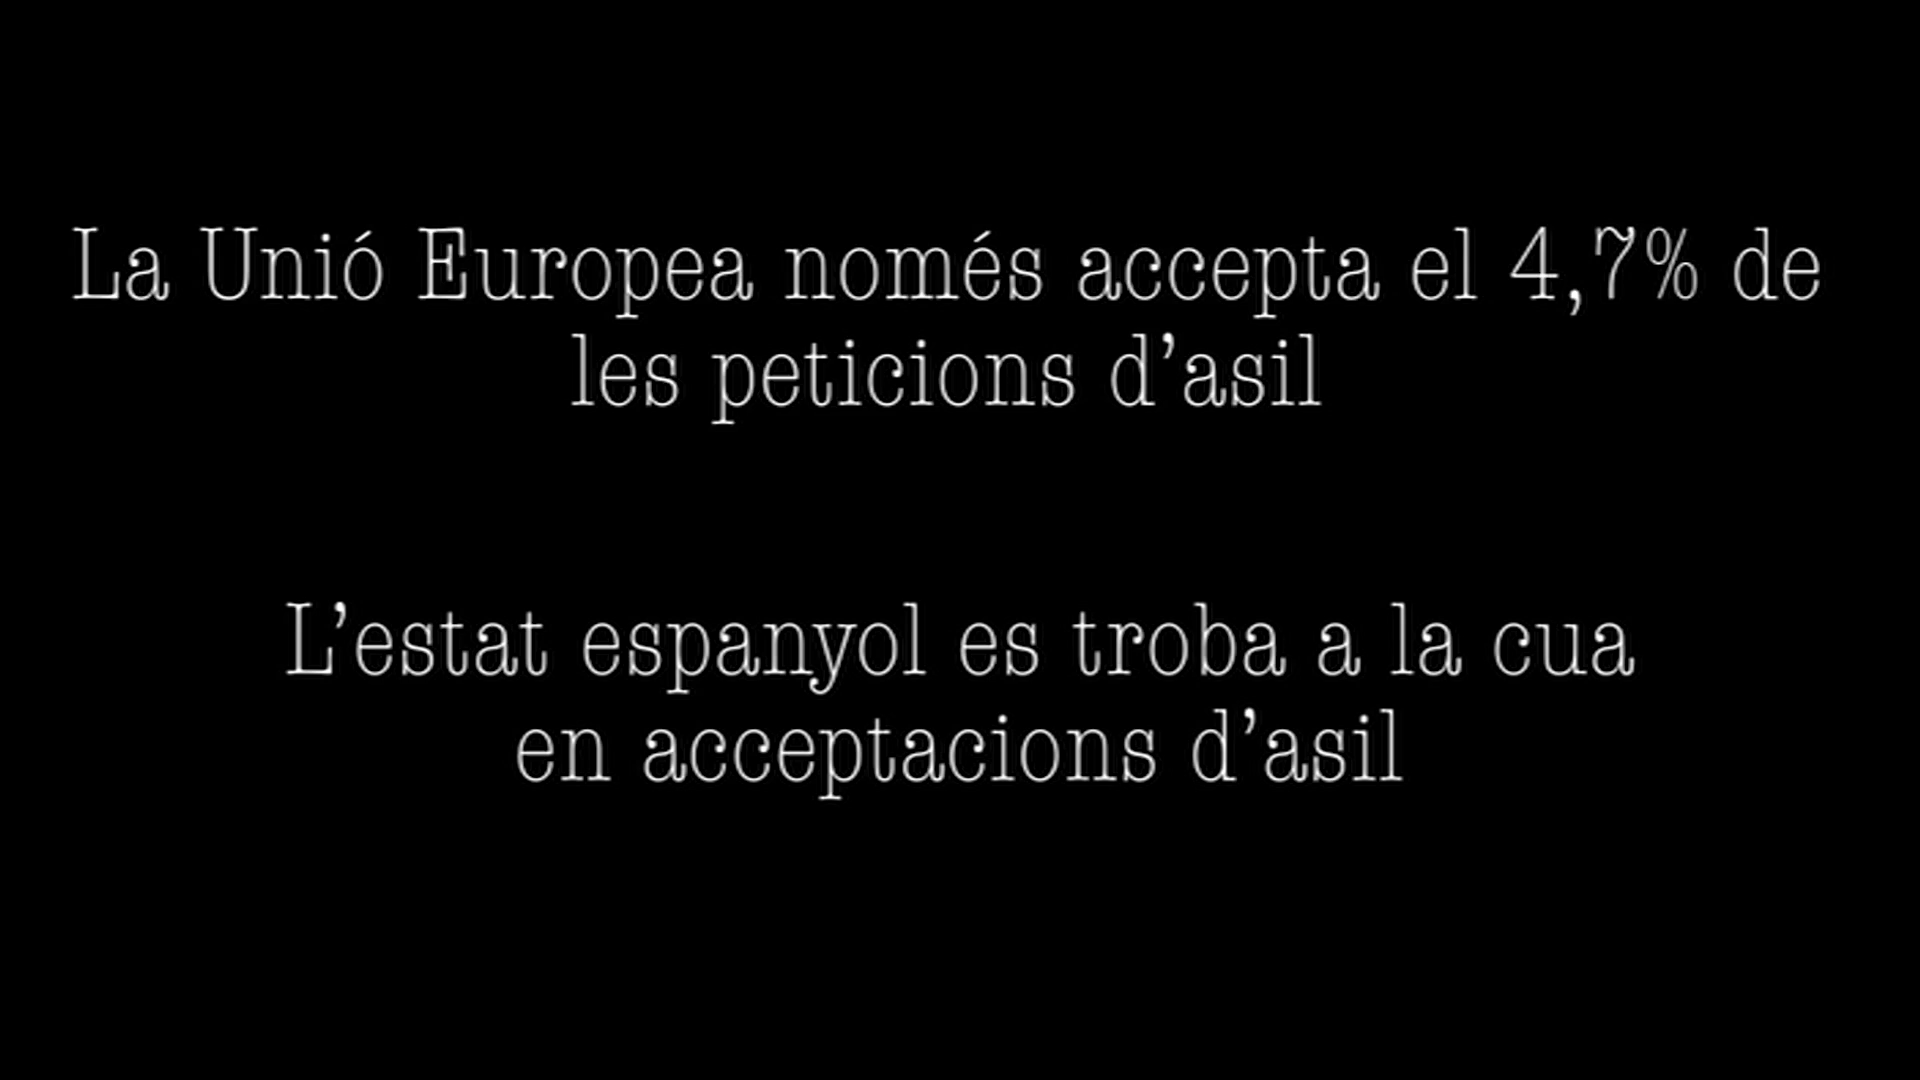 La Unió Europea només accepta el 4,7% de
les peticions d’asil
L’estat espanyol es troba a la cua
en acceptacions d’asil